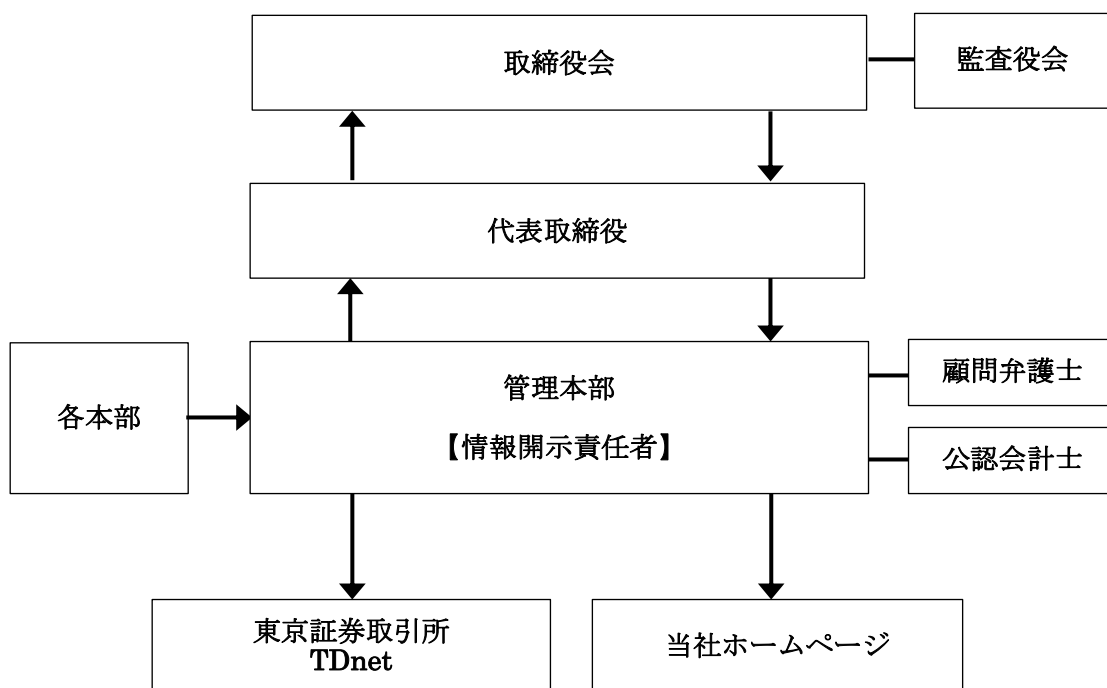 取締役会
監査役会
代表取締役
各本部
管理本部
【情報開示責任者】
顧問弁護士
公認会計士
東京証券取引所
TDnet
当社ホームページ